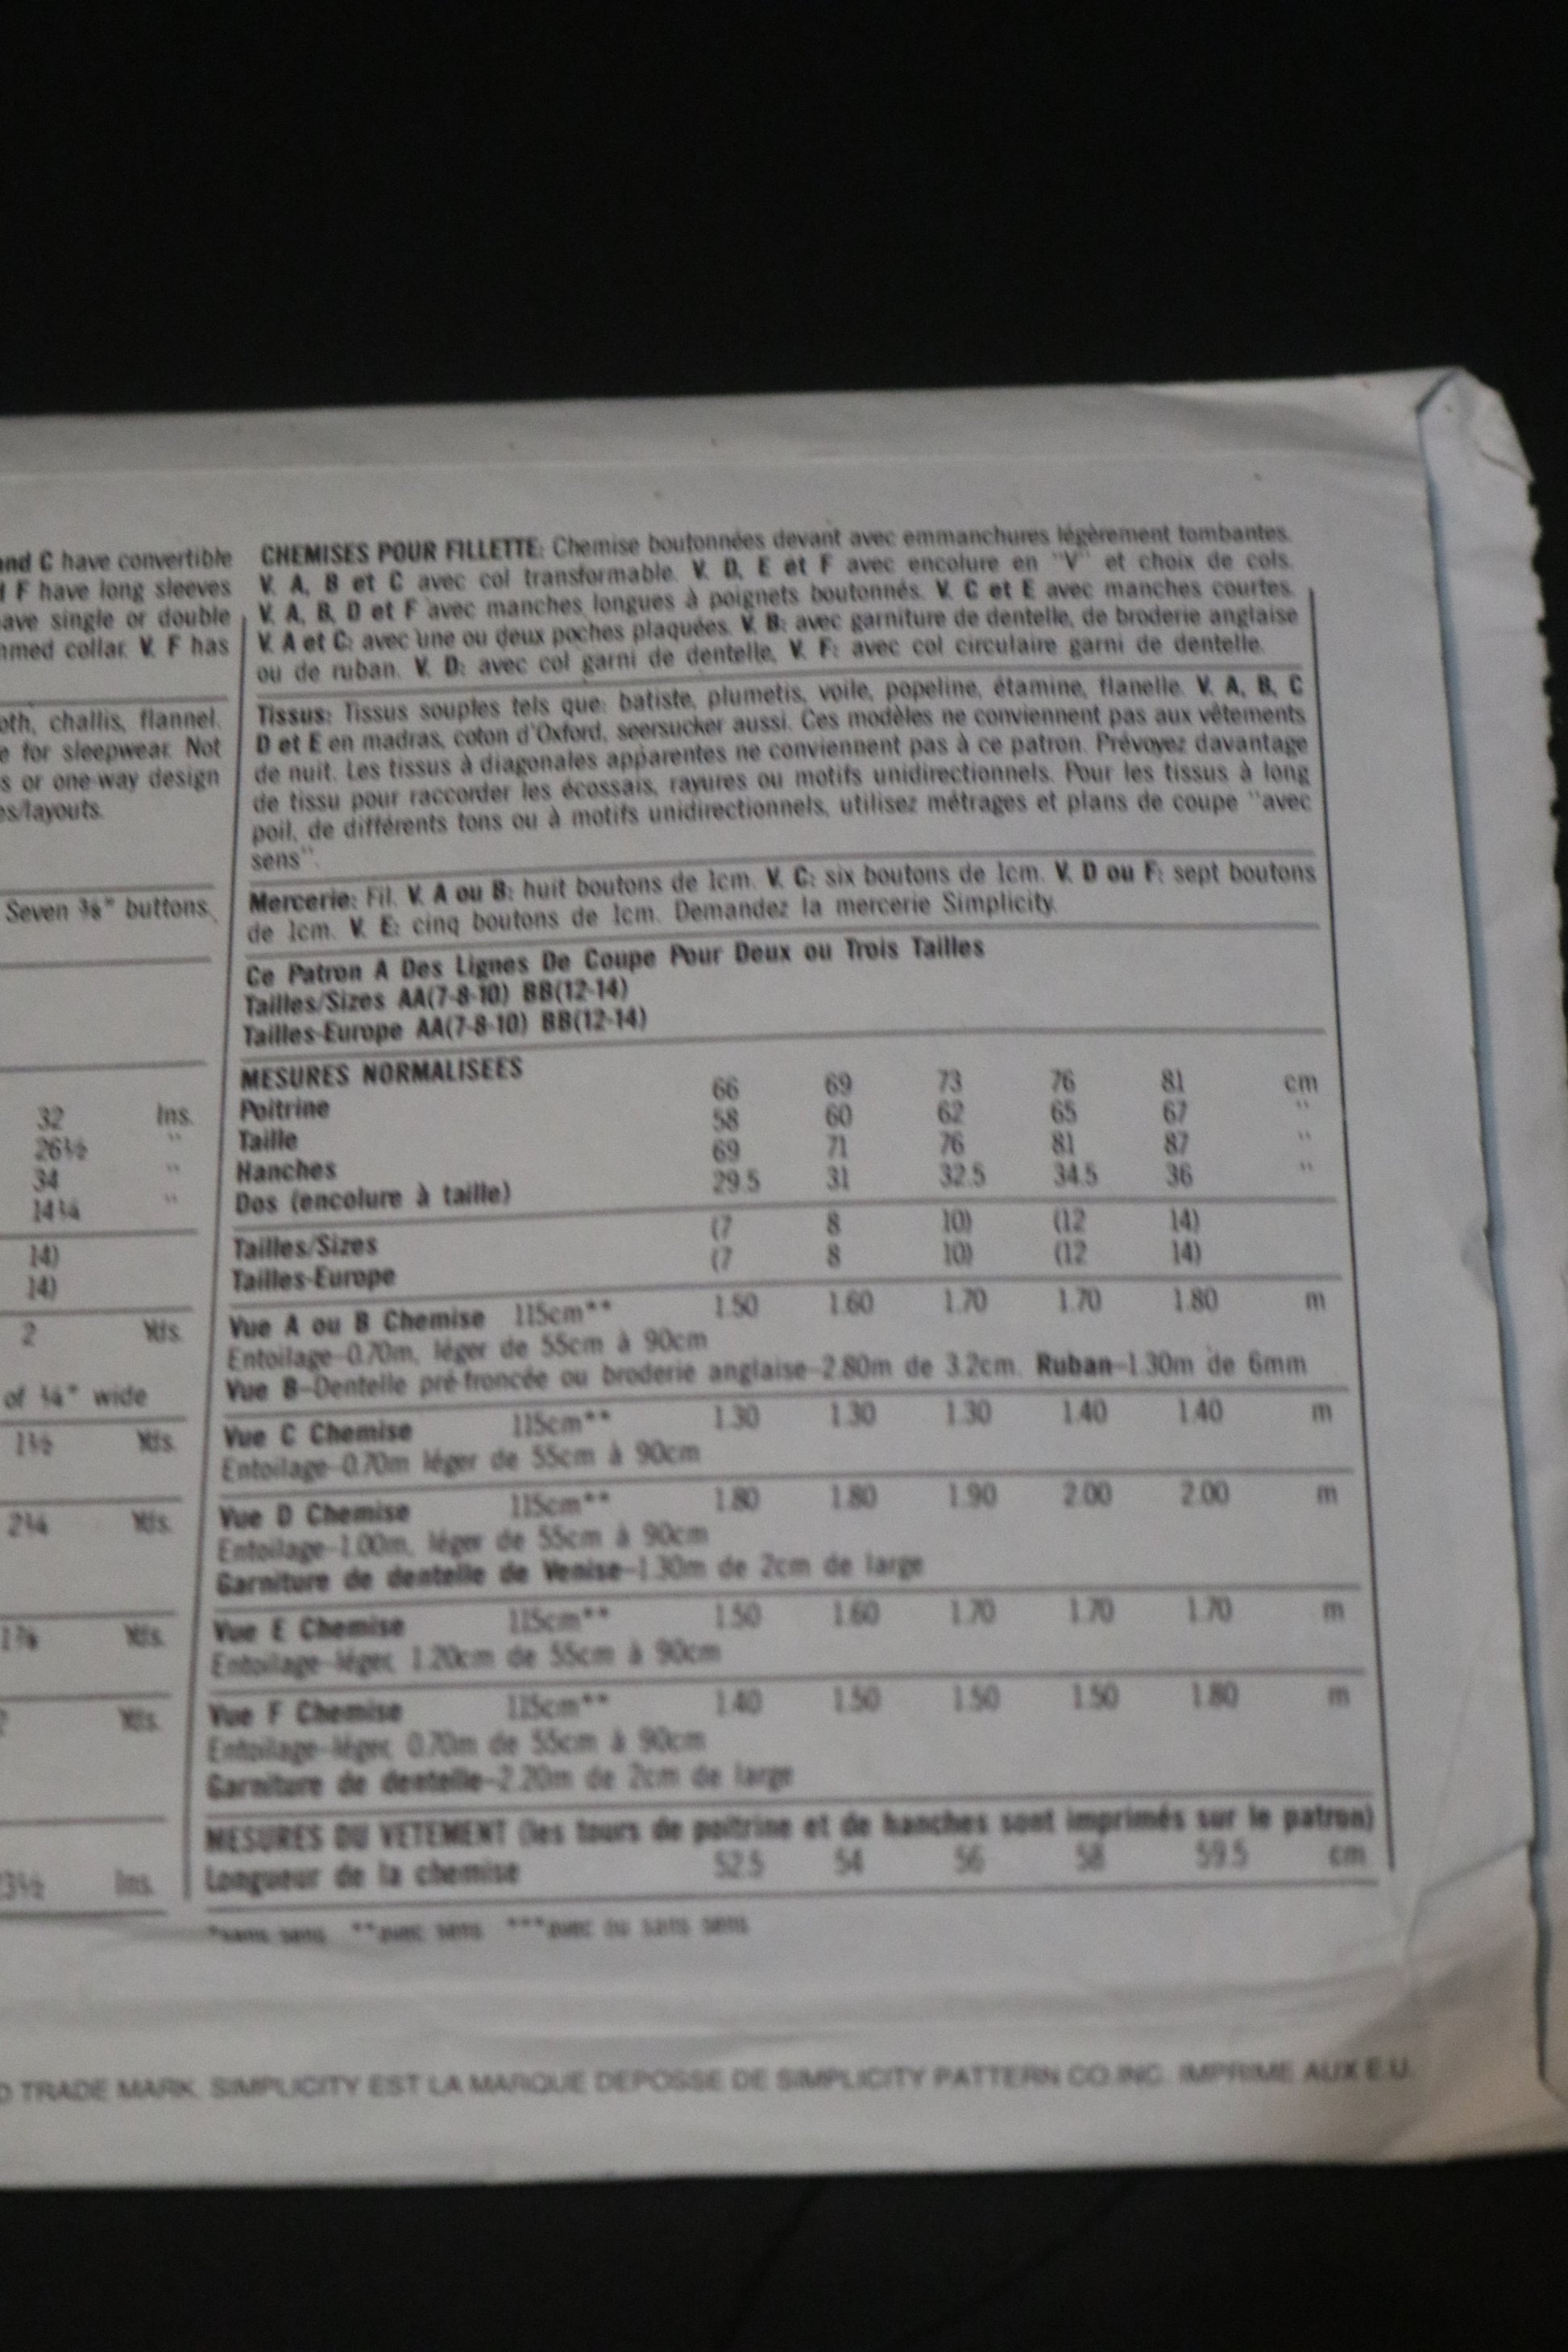 and C have convertible
F have long sleeves
ave single or double
med collar. V. F has
oth, challis, flannel.
e for sleepwear. Not
s or one-way design
es/layouts.
Seven ⅜" buttons,
32 Ins.
26½ "
34 "
14¼ "
14)
14)
2 Yds.
of ¼" wide
1½ Yds.
2¼ Yds.
Yds.
Yds.
3½ Ins.
CHEMISES POUR FILLETTE: Chemise boutonnées devant avec emmanchures légèrement tombantes.
V. A, B et C avec col transformable. V. D, E et F avec encolure en "V" et choix de cols.
V. A, B, D et F avec manches longues à poignets boutonnés. V. C et E avec manches courtes.
V. A et C: avec une ou deux poches plaquées. V. B: avec garniture de dentelle, de broderie anglaise
ou de ruban. V. D: avec col garni de dentelle, V. F: avec col circulaire garni de dentelle.
Tissus: Tissus souples tels que: batiste, plumetis, voile, popeline, étamine, flanelle. V. A, B, C
D et E en madras, coton d'Oxford, seersucker aussi. Ces modèles ne conviennent pas aux vêtements
de nuit. Les tissus à diagonales apparentes ne conviennent pas à ce patron. Prévoyez davantage
de tissu pour raccorder les écossais, rayures ou motifs unidirectionnels. Pour les tissus à long
poil, de différents tons ou à motifs unidirectionnels, utilisez métrages et plans de coupe "avec
sens".
Mercerie: Fil. V. A ou B: huit boutons de 1cm. V. C: six boutons de 1cm. V. D ou F: sept boutons
de 1cm. V. E: cinq boutons de 1cm. Demandez la mercerie Simplicity.
Ce Patron A Des Lignes De Coupe Pour Deux ou Trois Tailles
Tailles/Sizes AA(7-8-10) BB(12-14)
Tailles-Europe AA(7-8-10) BB(12-14)
MESURES NORMALISEES
Poitrine 66 69 73 76 81 cm
Taille 58 60 62 65 67 "
Hanches 69 71 76 81 87 "
Dos (encolure à taille) 29.5 31 32.5 34.5 36 "
Tailles/Sizes (7 8 10) (12 14)
Tailles-Europe (7 8 10) (12 14)
Vue A ou B Chemise 115cm** 1.50 1.60 1.70 1.70 1.80 m
Entoilage-0.70m, léger de 55cm à 90cm
Vue B-Dentelle pré-froncée ou broderie anglaise-2.80m de 3.2cm. Ruban-1.30m de 6mm
Vue C Chemise 115cm** 1.30 1.30 1.30 1.40 1.40 m
Entoilage-0.70m léger de 55cm à 90cm
Vue D Chemise 115cm** 1.80 1.80 1.90 2.00 2.00 m
Entoilage-1.00m, léger de 55cm à 90cm
Garniture de dentelle de Venise-1.30m de 2cm de large
Vue E Chemise 115cm** 1.50 1.60 1.70 1.70 1.70 m
Entoilage-léger, 1.20cm de 55cm à 90cm
Vue F Chemise 115cm** 1.40 1.50 1.50 1.50 1.80 m
Entoilage-léger, 0.70m de 55cm à 90cm
Garniture de dentelle-2.20m de 2cm de large
MESURES DU VETEMENT (les tours de poitrine et de hanches sont imprimés sur le patron)
Longueur de la chemise 52.5 54 56 58 59.5 cm
*sans sens **avec sens ***avec ou sans sens
TRADE MARK. SIMPLICITY EST LA MARQUE DEPOSSE DE SIMPLICITY PATTERN CO.INC. IMPRIME AUX E.U.